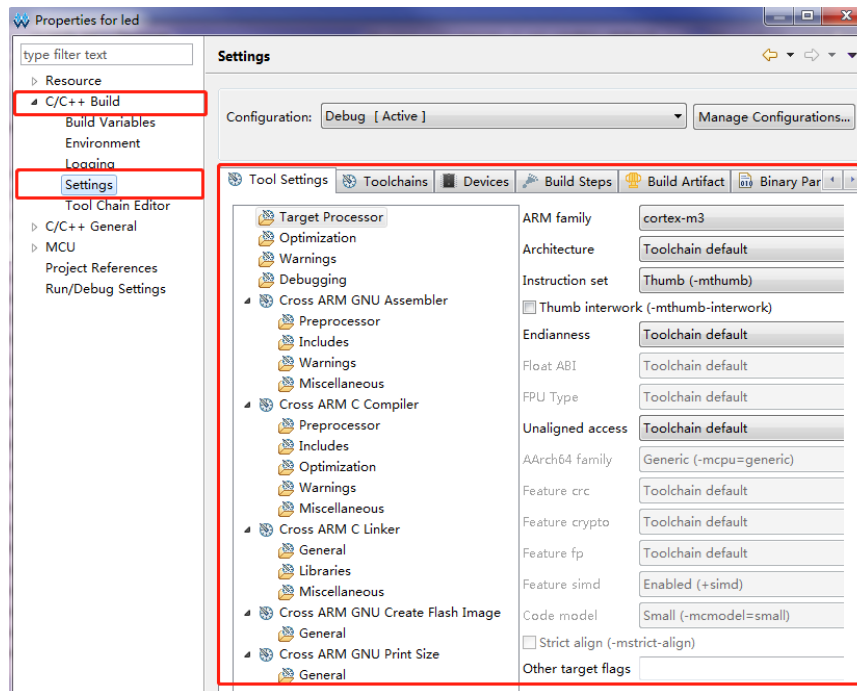 Properties for led
type filter text
Settings
Resource
C/C++ Build
Build Variables
Environment
Logging
Settings
Tool Chain Editor
C/C++ General
MCU
Project References
Run/Debug Settings
Configuration:
Debug [ Active ]
Manage Configurations...
Tool Settings
Toolchains
Devices
Build Steps
Build Artifact
Binary Par
Target Processor
Optimization
Warnings
Debugging
Cross ARM GNU Assembler
Preprocessor
Includes
Warnings
Miscellaneous
Cross ARM C Compiler
Preprocessor
Includes
Optimization
Warnings
Miscellaneous
Cross ARM C Linker
General
Libraries
Miscellaneous
Cross ARM GNU Create Flash Image
General
Cross ARM GNU Print Size
General
ARM family
cortex-m3
Architecture
Toolchain default
Instruction set
Thumb (-mthumb)
Thumb interwork (-mthumb-interwork)
Endianness
Toolchain default
Float ABI
Toolchain default
FPU Type
Toolchain default
Unaligned access
Toolchain default
AArch64 family
Generic (-mcpu=generic)
Feature crc
Toolchain default
Feature crypto
Toolchain default
Feature fp
Toolchain default
Feature simd
Enabled (+simd)
Code model
Small (-mcmodel=small)
Strict align (-mstrict-align)
Other target flags